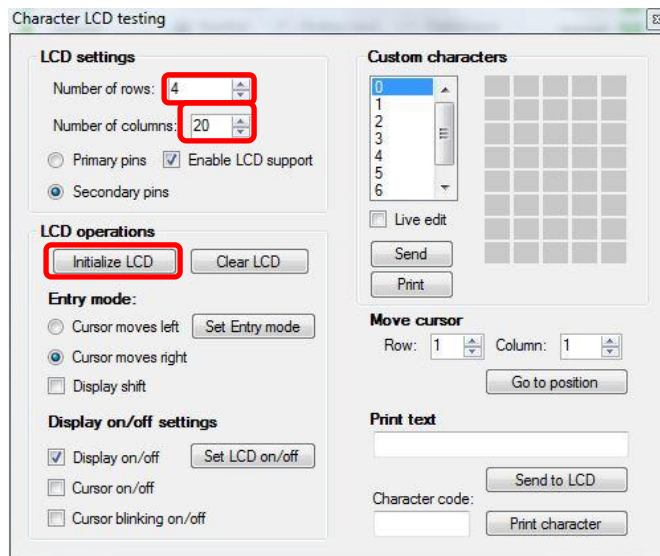 Character LCD testing
LCD settings
Number of rows: 4
Number of columns: 20
Primary pins Enable LCD support
Secondary pins
LCD operations
Initialize LCD Clear LCD
Entry mode:
Cursor moves left Set Entry mode
Cursor moves right
Display shift
Display on/off settings
Display on/off Set LCD on/off
Cursor on/off
Cursor blinking on/off
Custom characters
0
1
2
3
4
5
6
Live edit
Send
Print
Move cursor
Row: 1 Column: 1
Go to position
Print text
Send to LCD
Character code:
Print character